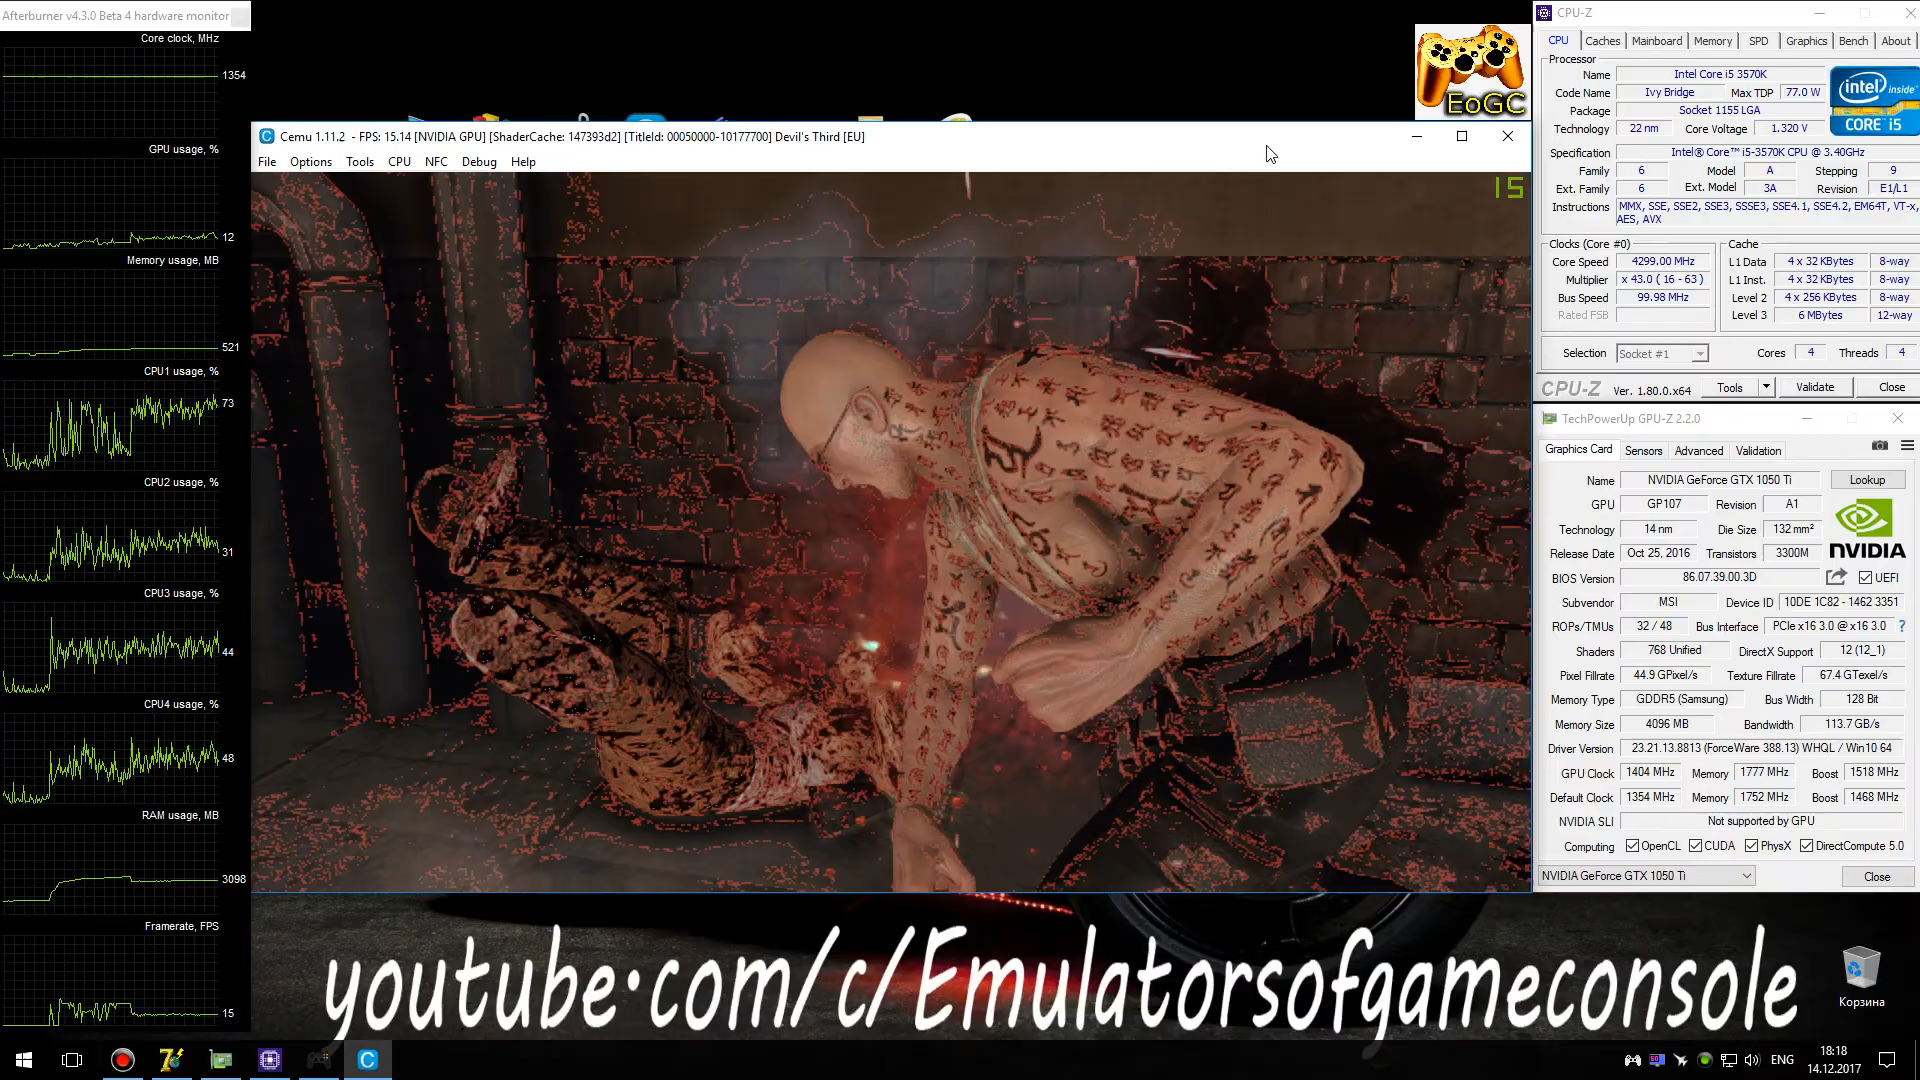 Afterburner v4.3.0 Beta 4 hardware monitor
Core clock, MHz
1354
GPU usage, %
12
Memory usage, MB
521
CPU1 usage, %
73
CPU2 usage, %
31
CPU3 usage, %
44
CPU4 usage, %
48
RAM usage, MB
3098
Framerate, FPS
15
EoGC
Cemu 1.11.2 - FPS: 15.14 [NVIDIA GPU] [ShaderCache: 147393d2] [TitleId: 00050000-10177700] Devil's Third [EU]
File Options Tools CPU NFC Debug Help
15
CPU-Z
CPU Caches Mainboard Memory SPD Graphics Bench About
Processor
Name Intel Core i5 3570K
Code Name Ivy Bridge Max TDP 77.0 W
Package Socket 1155 LGA
Technology 22 nm Core Voltage 1.320 V
intel inside
CORE i5
Specification Intel® Core™ i5-3570K CPU @ 3.40GHz
Family 6 Model A Stepping 9
Ext. Family 6 Ext. Model 3A Revision E1/L1
Instructions MMX, SSE, SSE2, SSE3, SSSE3, SSE4.1, SSE4.2, EM64T, VT-x,
AES, AVX
Clocks (Core #0) Cache
Core Speed 4299.00 MHz L1 Data 4 x 32 KBytes 8-way
Multiplier x 43.0 ( 16 - 63 ) L1 Inst. 4 x 32 KBytes 8-way
Bus Speed 99.98 MHz Level 2 4 x 256 KBytes 8-way
Rated FSB Level 3 6 MBytes 12-way
Selection Socket #1 Cores 4 Threads 4
CPU-Z Ver. 1.80.0.x64 Tools Validate Close
TechPowerUp GPU-Z 2.2.0
Graphics Card Sensors Advanced Validation
Name NVIDIA GeForce GTX 1050 Ti Lookup
GPU GP107 Revision A1
Technology 14 nm Die Size 132 mm²
Release Date Oct 25, 2016 Transistors 3300M
NVIDIA
BIOS Version 86.07.39.00.3D UEFI
Subvendor MSI Device ID 10DE 1C82 - 1462 3351
ROPs/TMUs 32 / 48 Bus Interface PCIe x16 3.0 @ x16 3.0 ?
Shaders 768 Unified DirectX Support 12 (12_1)
Pixel Fillrate 44.9 GPixel/s Texture Fillrate 67.4 GTexel/s
Memory Type GDDR5 (Samsung) Bus Width 128 Bit
Memory Size 4096 MB Bandwidth 113.7 GB/s
Driver Version 23.21.13.8813 (ForceWare 388.13) WHQL / Win10 64
GPU Clock 1404 MHz Memory 1777 MHz Boost 1518 MHz
Default Clock 1354 MHz Memory 1752 MHz Boost 1468 MHz
NVIDIA SLI Not supported by GPU
Computing OpenCL CUDA PhysX DirectCompute 5.0
NVIDIA GeForce GTX 1050 Ti Close
youtube.com/c/Emulatorsofgameconsole
Корзина
ENG
18:18
14.12.2017